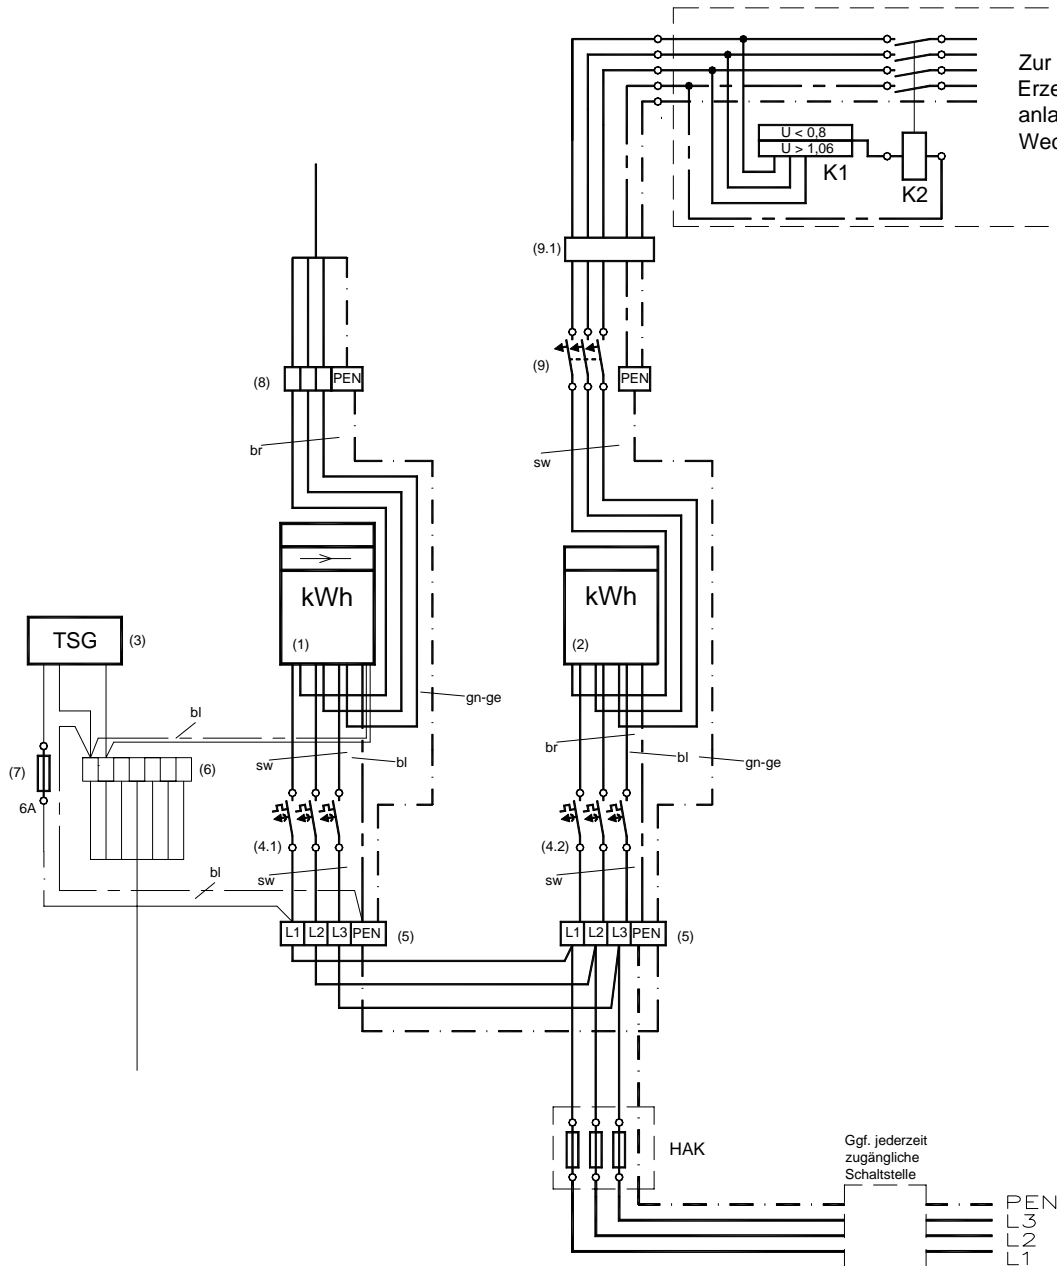 Zur
Erze
anla
Wec
U < 0,8
U > 1,06
K1
K2
(9.1)
(9)
(8)
PEN
PEN
br
sw
kWh
(1)
kWh
(2)
TSG
(3)
gn-ge
bl
br
sw
bl
bl
gn-ge
(7)
(6)
6A
(4.1)
(4.2)
bl
sw
sw
L1 L2 L3 PEN
(5)
L1 L2 L3 PEN
(5)
HAK
Ggf. jederzeit
zugängliche
Schaltstelle
PEN
L3
L2
L1